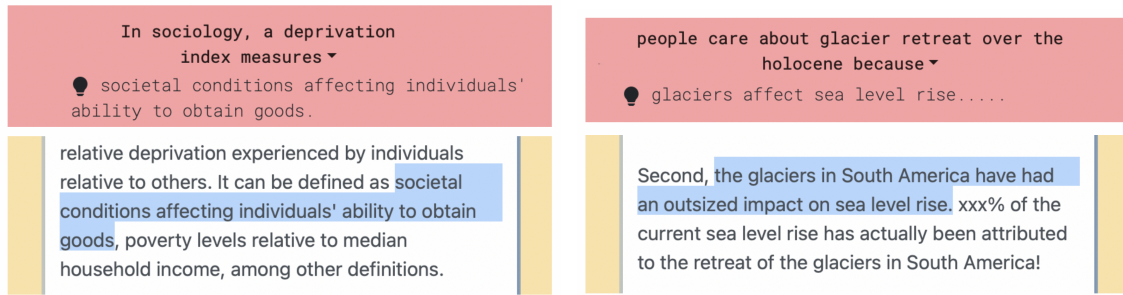 In sociology, a deprivation
index measures
societal conditions affecting individuals'
ability to obtain goods.
relative deprivation experienced by individuals
relative to others. It can be defined as societal
conditions affecting individuals' ability to obtain
goods, poverty levels relative to median
household income, among other definitions.
people care about glacier retreat over the
holocene because
glaciers affect sea level rise.....
Second, the glaciers in South America have had
an outsized impact on sea level rise. xxx% of the
current sea level rise has actually been attributed
to the retreat of the glaciers in South America!